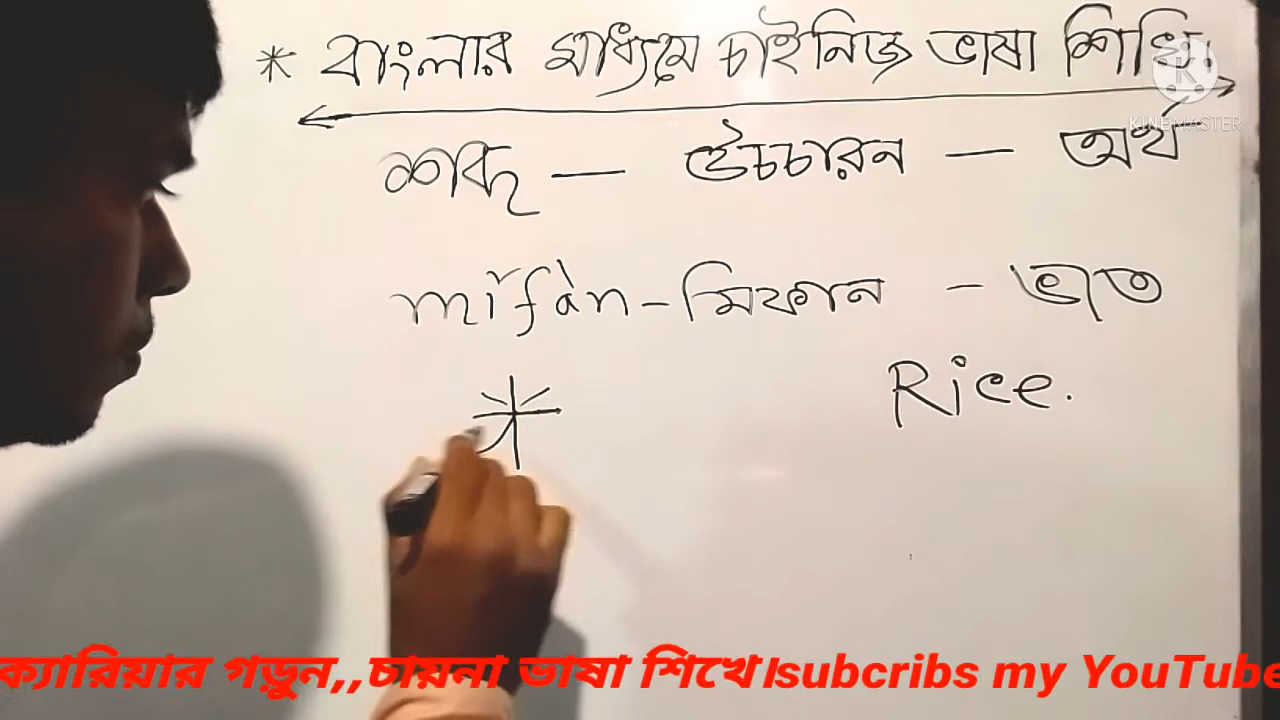 * বাংলার মাধ্যমে চাইনিজ ভাষা শিখি.
KINEMASTER
শব্দ — উচ্চারন — অর্থ
mǐfàn - মিফান - ভাত
Rice.
ক্যারিয়ার গড়ুন,,চায়না ভাষা শিখে।subcribs my YouTube